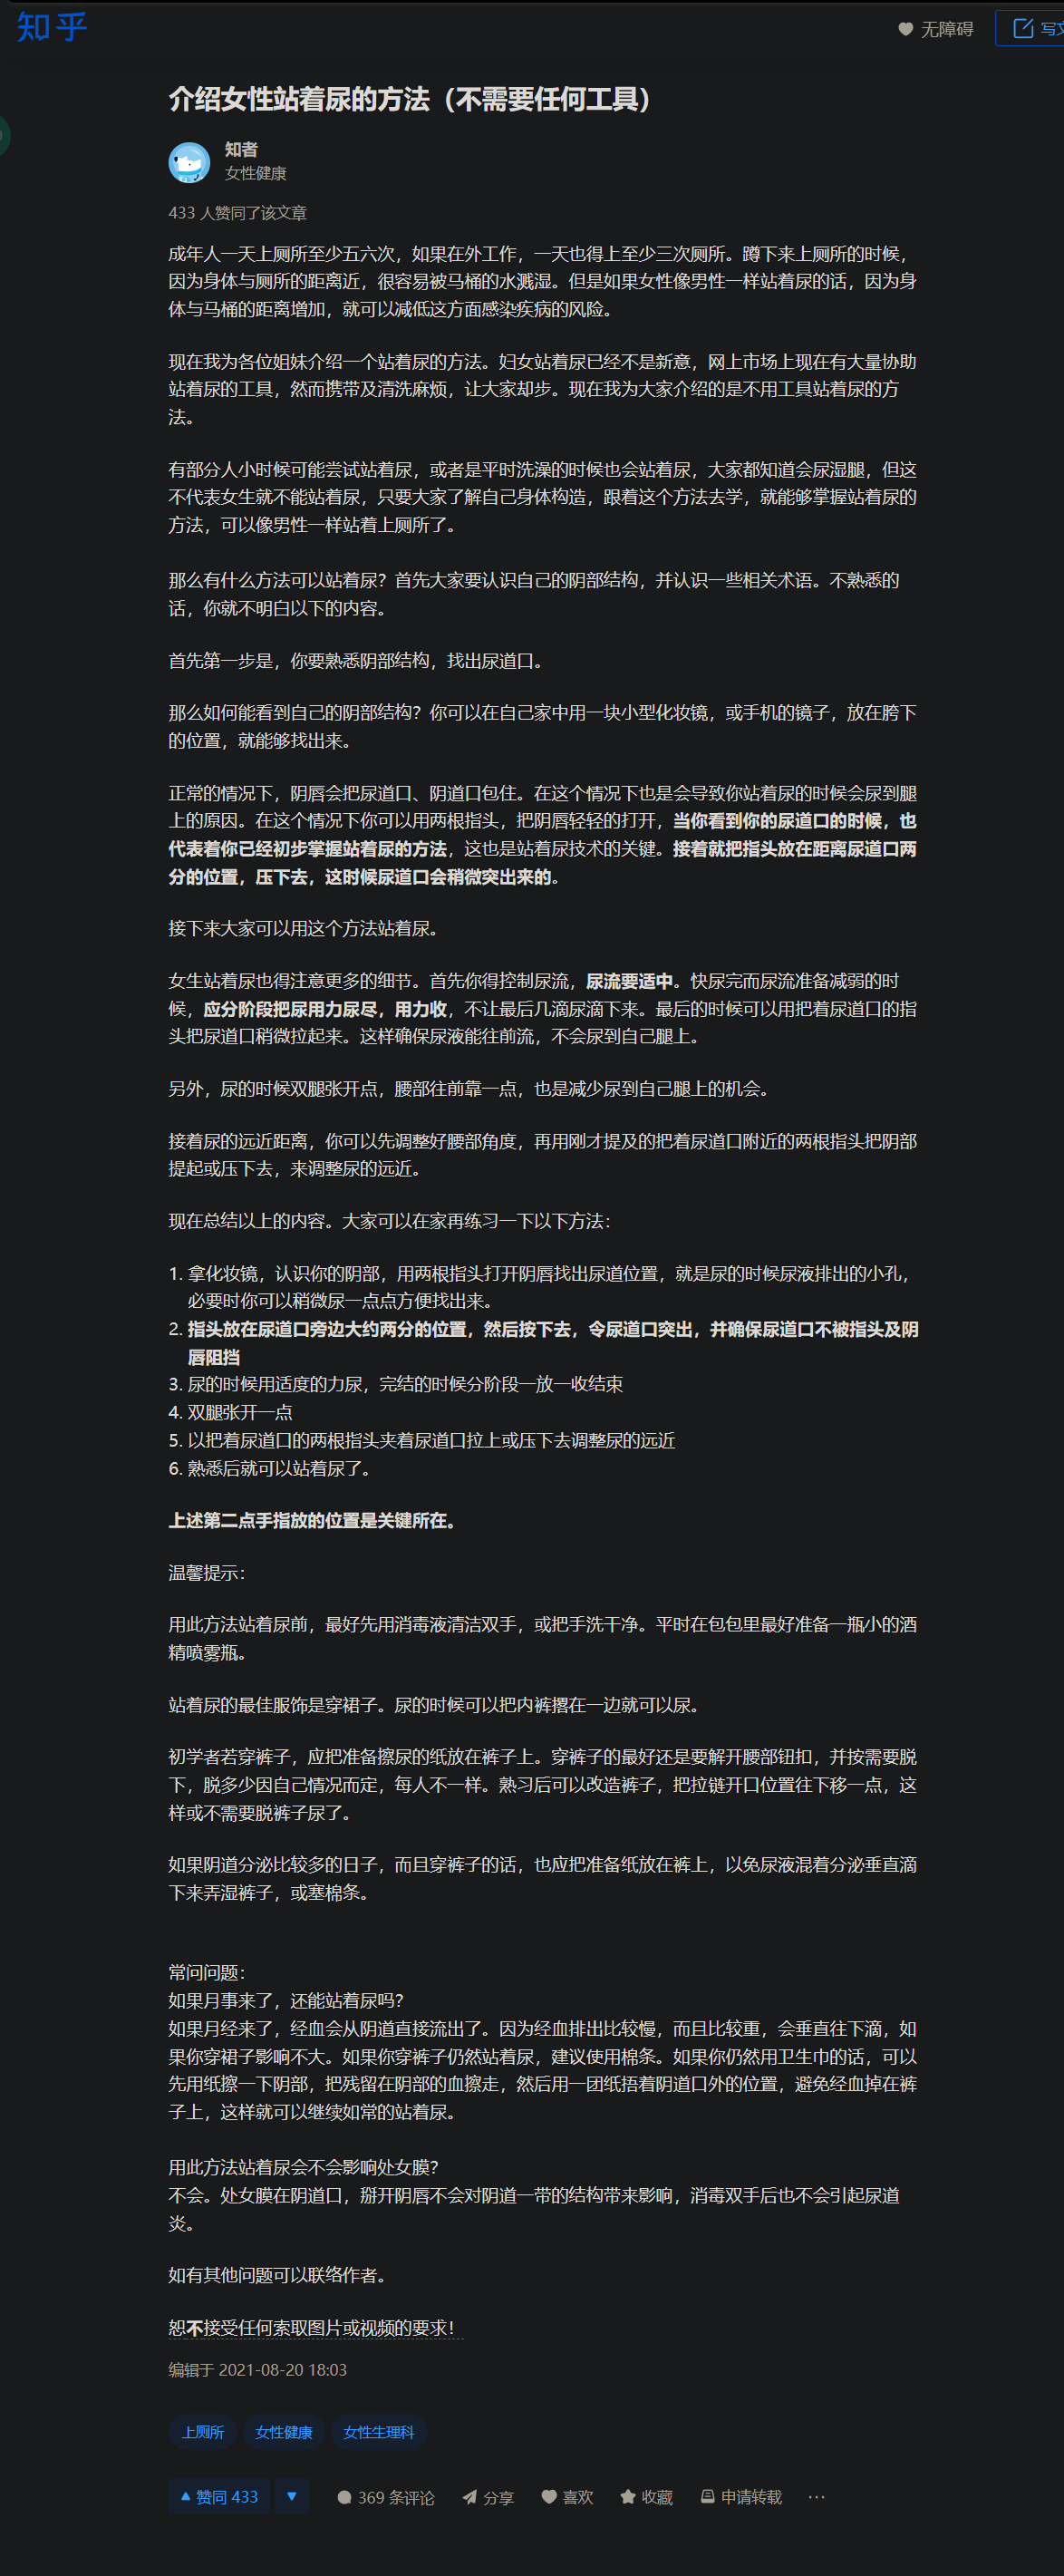 知乎
无障碍
写文
介绍女性站着尿的方法（不需要任何工具）
知者
女性健康
433 人赞同了该文章
成年人一天上厕所至少五六次，如果在外工作，一天也得上至少三次厕所。蹲下来上厕所的时候，
因为身体与厕所的距离近，很容易被马桶的水溅湿。但是如果女性像男性一样站着尿的话，因为身
体与马桶的距离增加，就可以减低这方面感染疾病的风险。
现在我为各位姐妹介绍一个站着尿的方法。妇女站着尿已经不是新意，网上市场上现在有大量协助
站着尿的工具，然而携带及清洗麻烦，让大家却步。现在我为大家介绍的是不用工具站着尿的方
法。
有部分人小时候可能尝试站着尿，或者是平时洗澡的时候也会站着尿，大家都知道会尿湿腿，但这
不代表女生就不能站着尿，只要大家了解自己身体构造，跟着这个方法去学，就能够掌握站着尿的
方法，可以像男性一样站着上厕所了。
那么有什么方法可以站着尿？首先大家要认识自己的阴部结构，并认识一些相关术语。不熟悉的
话，你就不明白以下的内容。
首先第一步是，你要熟悉阴部结构，找出尿道口。
那么如何能看到自己的阴部结构？你可以在自己家中用一块小型化妆镜，或手机的镜子，放在胯下
的位置，就能够找出来。
正常的情况下，阴唇会把尿道口、阴道口包住。在这个情况下也是会导致你站着尿的时候会尿到腿
上的原因。在这个情况下你可以用两根指头，把阴唇轻轻的打开，当你看到你的尿道口的时候，也
代表着你已经初步掌握站着尿的方法，这也是站着尿技术的关键。接着就把指头放在距离尿道口两
分的位置，压下去，这时候尿道口会稍微突出来的。
接下来大家可以用这个方法站着尿。
女生站着尿也得注意更多的细节。首先你得控制尿流，尿流要适中。快尿完而尿流准备减弱的时
候，应分阶段把尿用力尿尽，用力收，不让最后几滴尿滴下来。最后的时候可以用把着尿道口的指
头把尿道口稍微拉起来。这样确保尿液能往前流，不会尿到自己腿上。
另外，尿的时候双腿张开点，腰部往前靠一点，也是减少尿到自己腿上的机会。
接着尿的远近距离，你可以先调整好腰部角度，再用刚才提及的把着尿道口附近的两根指头把阴部
提起或压下去，来调整尿的远近。
现在总结以上的内容。大家可以在家再练习一下以下方法：
1. 拿化妆镜，认识你的阴部，用两根指头打开阴唇找出尿道位置，就是尿的时候尿液排出的小孔，
必要时你可以稍微尿一点点方便找出来。
2. 指头放在尿道口旁边大约两分的位置，然后按下去，令尿道口突出，并确保尿道口不被指头及阴
唇阻挡
3. 尿的时候用适度的力尿，完结的时候分阶段一放一收结束
4. 双腿张开一点
5. 以把着尿道口的两根指头夹着尿道口拉上或压下去调整尿的远近
6. 熟悉后就可以站着尿了。
上述第二点手指放的位置是关键所在。
温馨提示：
用此方法站着尿前，最好先用消毒液清洁双手，或把手洗干净。平时在包包里最好准备一瓶小的酒
精喷雾瓶。
站着尿的最佳服饰是穿裙子。尿的时候可以把内裤撂在一边就可以尿。
初学者若穿裤子，应把准备擦尿的纸放在裤子上。穿裤子的最好还是要解开腰部钮扣，并按需要脱
下，脱多少因自己情况而定，每人不一样。熟习后可以改造裤子，把拉链开口位置往下移一点，这
样或不需要脱裤子尿了。
如果阴道分泌比较多的日子，而且穿裤子的话，也应把准备纸放在裤上，以免尿液混着分泌垂直滴
下来弄湿裤子，或塞棉条。
常问问题：
如果月事来了，还能站着尿吗？
如果月经来了，经血会从阴道直接流出了。因为经血排出比较慢，而且比较重，会垂直往下滴，如
果你穿裙子影响不大。如果你穿裤子仍然站着尿，建议使用棉条。如果你仍然用卫生巾的话，可以
先用纸擦一下阴部，把残留在阴部的血擦走，然后用一团纸捂着阴道口外的位置，避免经血掉在裤
子上，这样就可以继续如常的站着尿。
用此方法站着尿会不会影响处女膜？
不会。处女膜在阴道口，掰开阴唇不会对阴道一带的结构带来影响，消毒双手后也不会引起尿道
炎。
如有其他问题可以联络作者。
恕不接受任何索取图片或视频的要求！
编辑于 2021-08-20 18:03
上厕所 女性健康 女性生理科
赞同 433 369 条评论 分享 喜欢 收藏 申请转载 ···